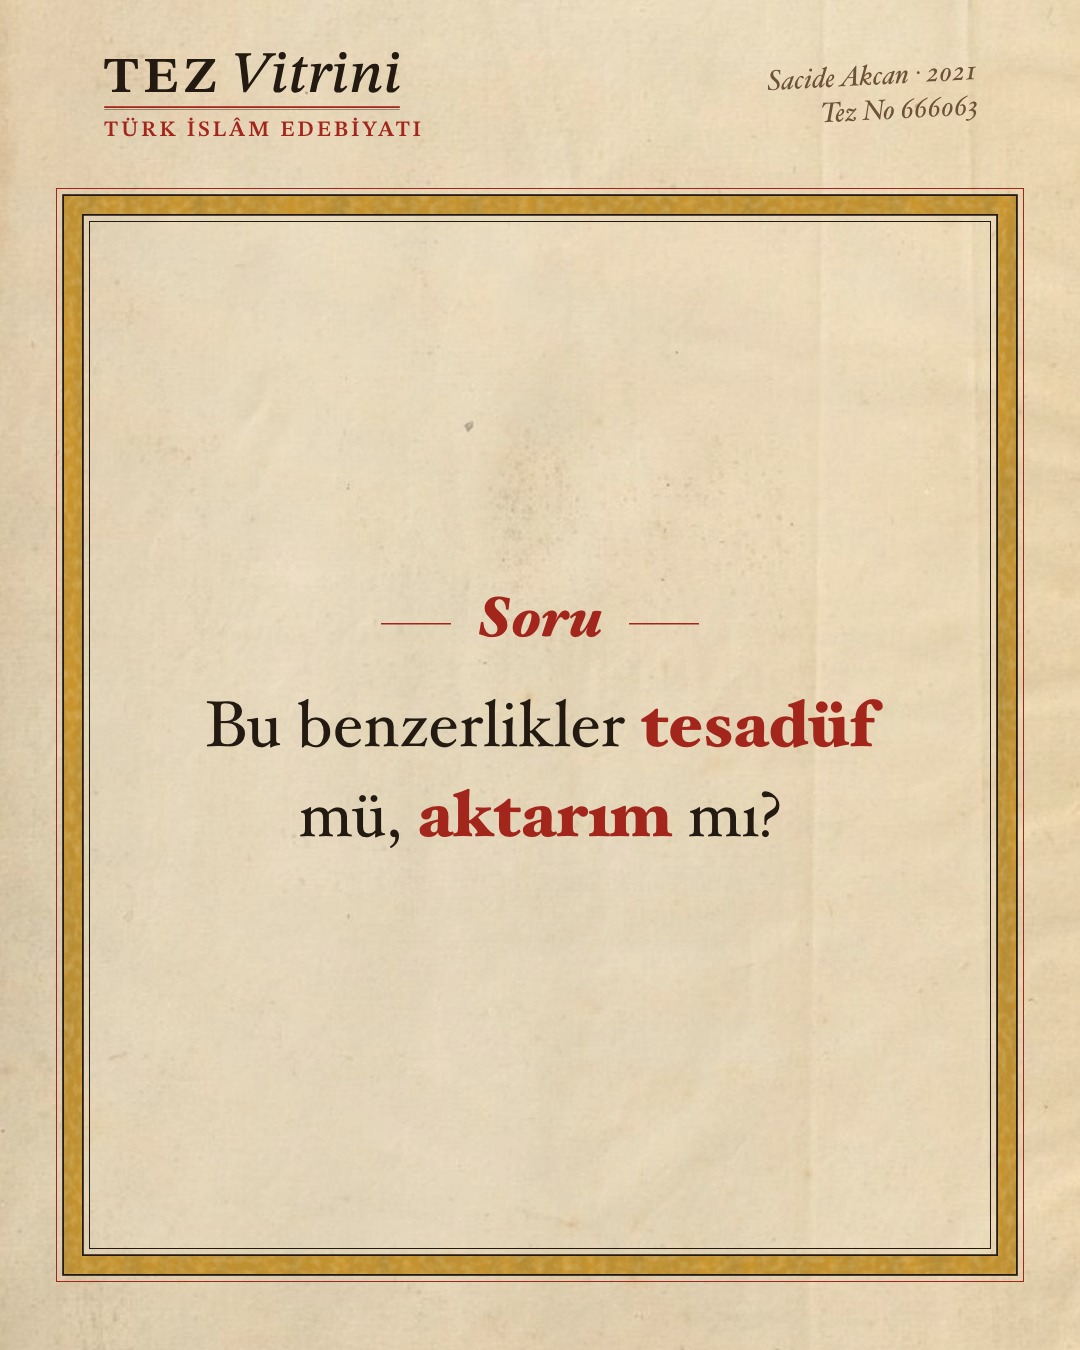 TEZ Vitrini
TÜRK İSLÂM EDEBİYATI
Sacide Akcan · 2021
Tez No 666063
Soru
Bu benzerlikler tesadüf
mü, aktarım mı?